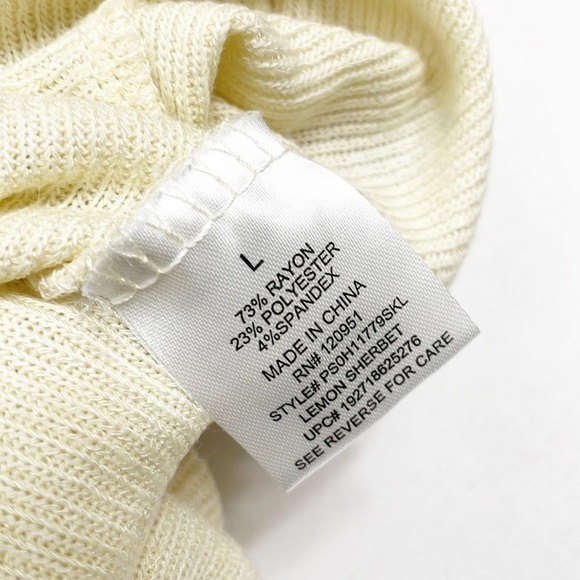 L
73% RAYON
23% POLYESTER
4%SPANDEX
MADE IN CHINA
RN# 120951
STYLE# PS0H11779SKL
LEMON SHERBET
UPC# 192718625276
SEE REVERSE FOR CARE